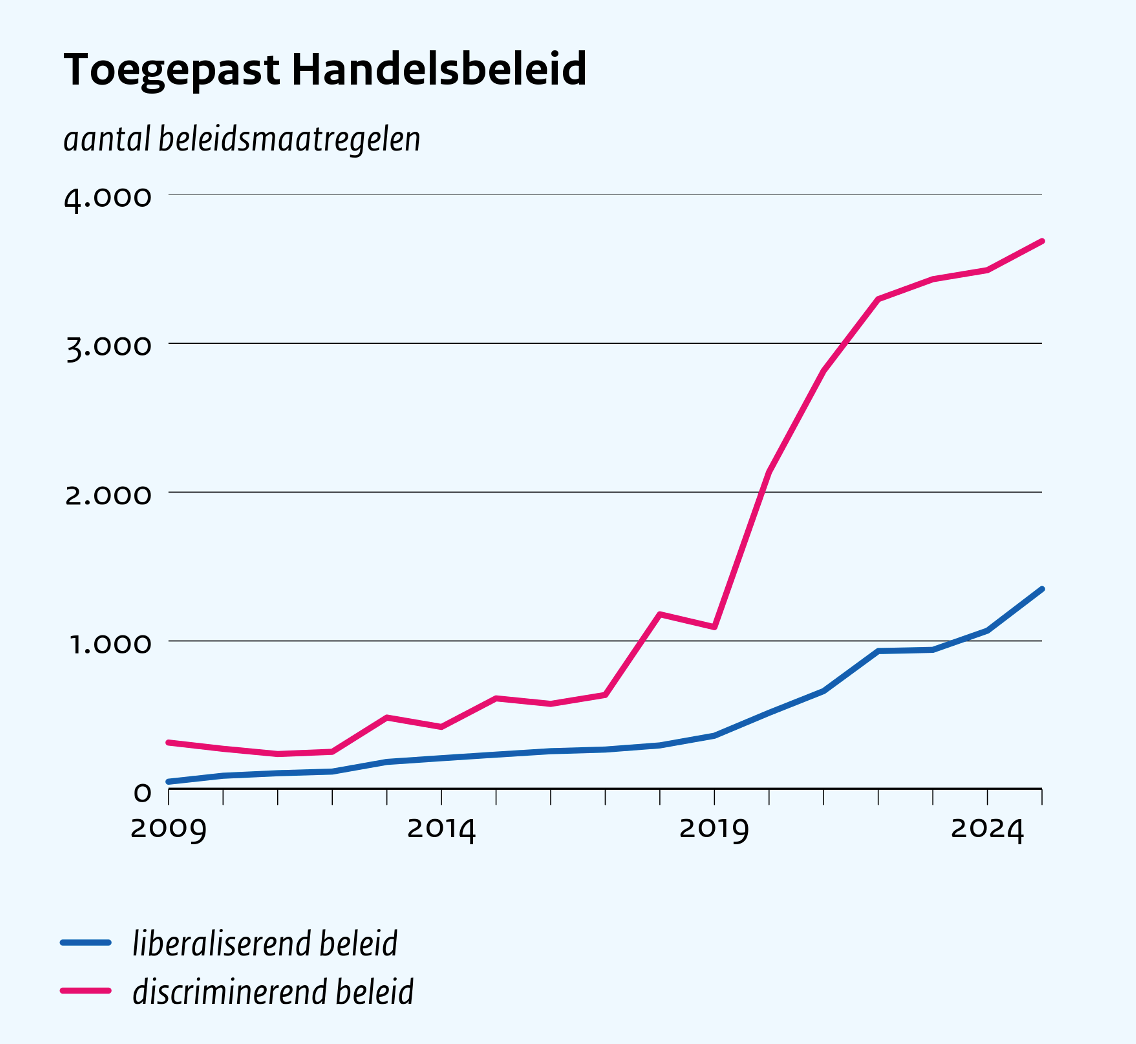 Toegepast Handelsbeleid
aantal beleidsmaatregelen
4.000
3.000
2.000
1.000
0
2009 2014 2019 2024
liberaliserend beleid
discriminerend beleid